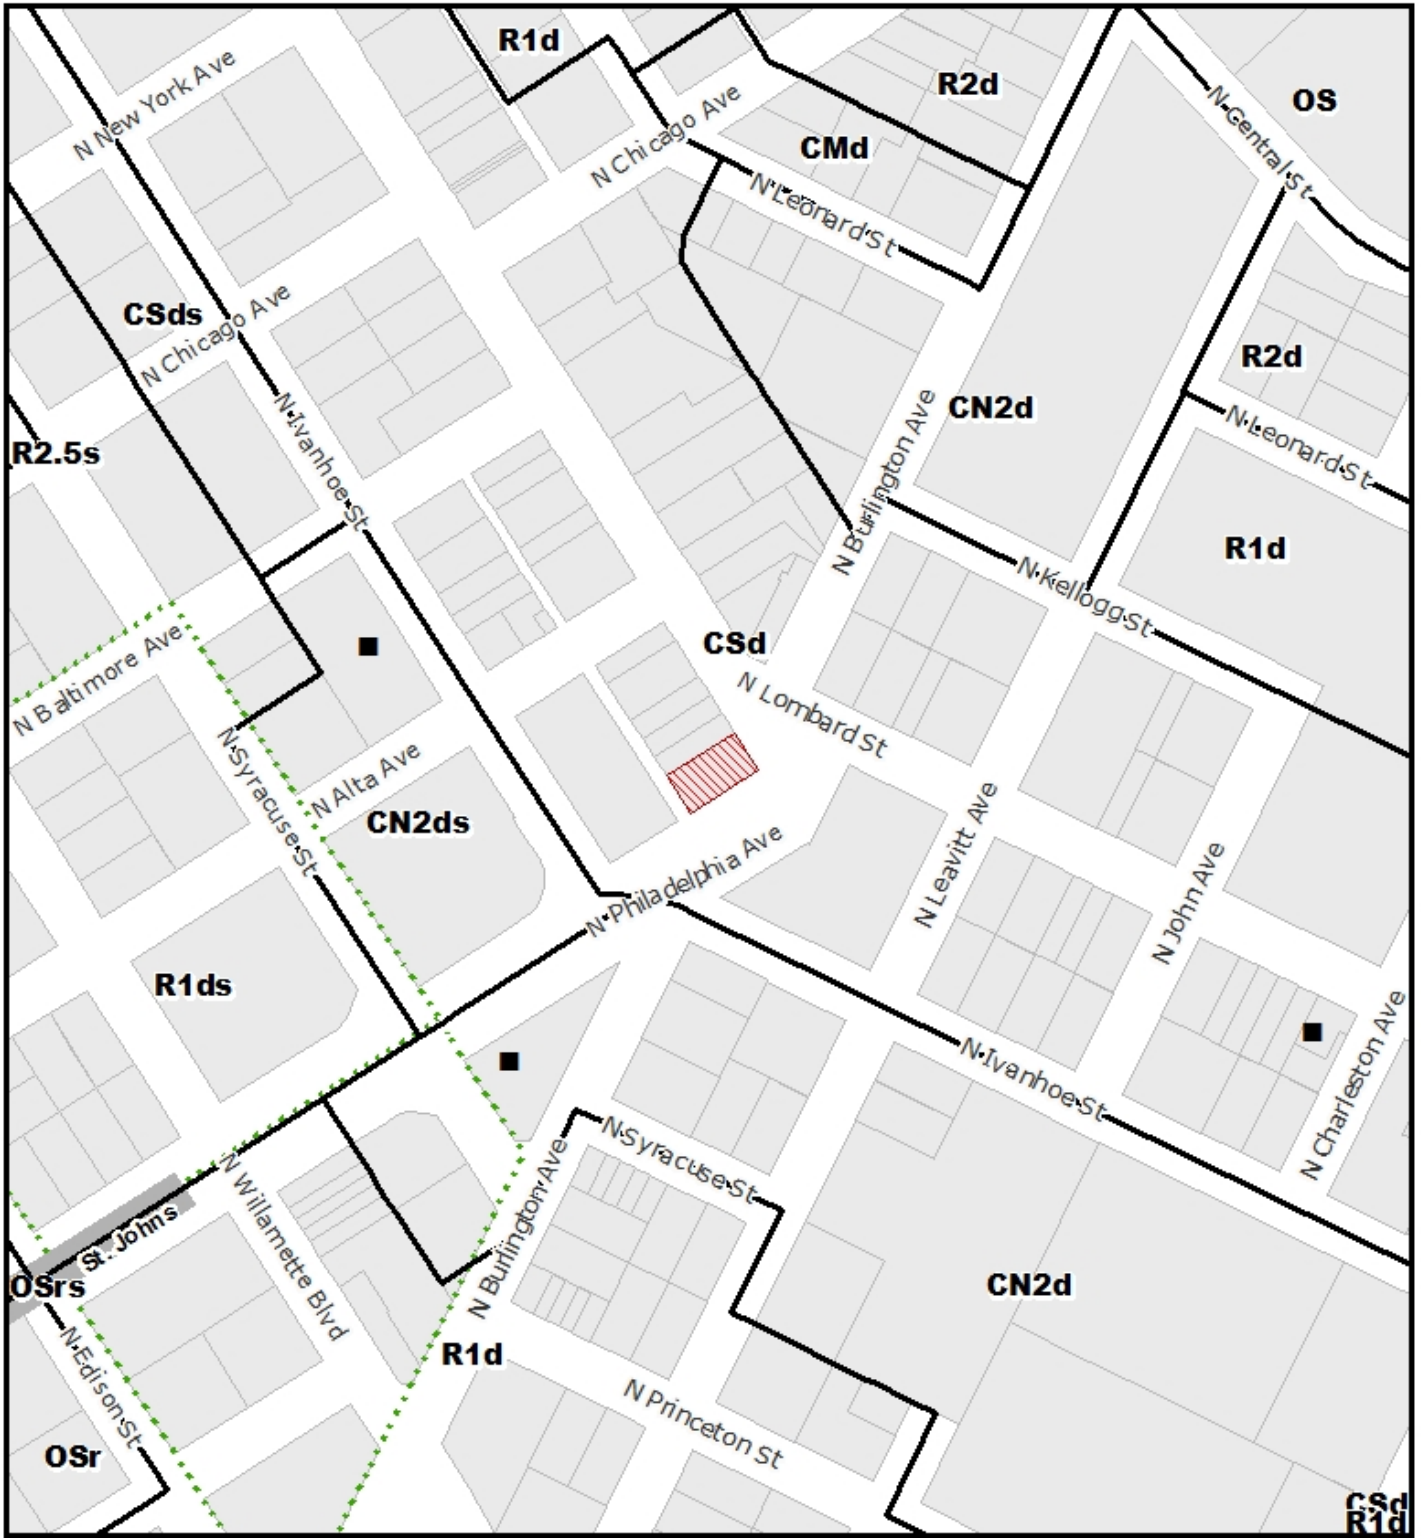 R1d
N New York Ave
R2d
OS
N Chicago Ave
N Central St
CMd
N Leonard St
CSds
N Chicago Ave
R2d
CN2d
N Burlington Ave
N Ivanhoe St
N Leonard St
R2.5s
R1d
N Kellogg St
N Baltimore Ave
CSd
N Lombard St
N Syracuse St
N Alta Ave
CN2ds
N Philadelphia Ave
N Leavitt Ave
N John Ave
R1ds
N Ivanhoe St
N Charleston Ave
N Syracuse St
N Willamette Blvd
St. Johns
N Burlington Ave
OSrs
CN2d
N Edison St
R1d
N Princeton St
OSr
CSd
R1d